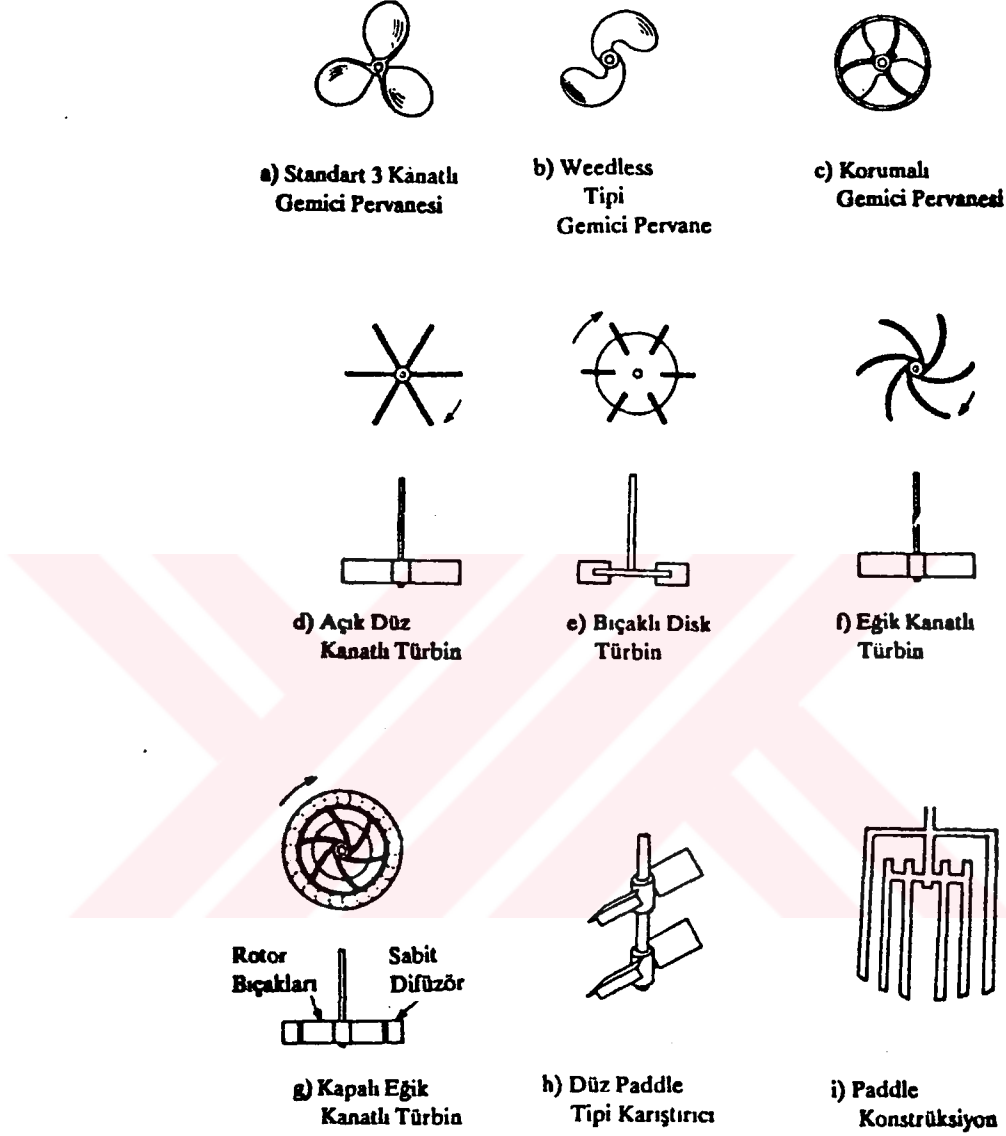 a) Standart 3 Kanatlı
Gemici Pervanesi
b) Weedless
Tipi
Gemici Pervane
c) Korumalı
Gemici Pervanesi
d) Açık Düz
Kanatlı Türbin
e) Bıçaklı Disk
Türbin
f) Eğik Kanatlı
Türbin
Rotor
Bıçakları
Sabit
Difüzör
g) Kapalı Eğik
Kanatlı Türbin
h) Düz Paddle
Tipi Karıştırıcı
i) Paddle
Konstrüksiyon